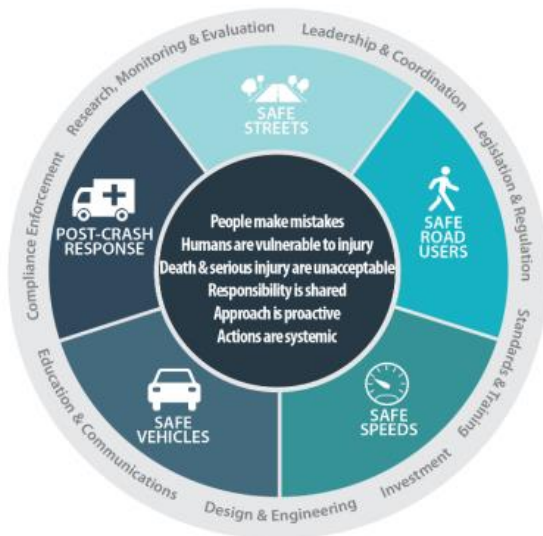 Research, Monitoring & Evaluation
Leadership & Coordination
Legislation & Regulation
Standards & Training
Investment
Design & Engineering
Education & Communications
Compliance Enforcement
SAFE
STREETS
SAFE
ROAD
USERS
SAFE
SPEEDS
SAFE
VEHICLES
POST-CRASH
RESPONSE
People make mistakes
Humans are vulnerable to injury
Death & serious injury are unacceptable
Responsibility is shared
Approach is proactive
Actions are systemic